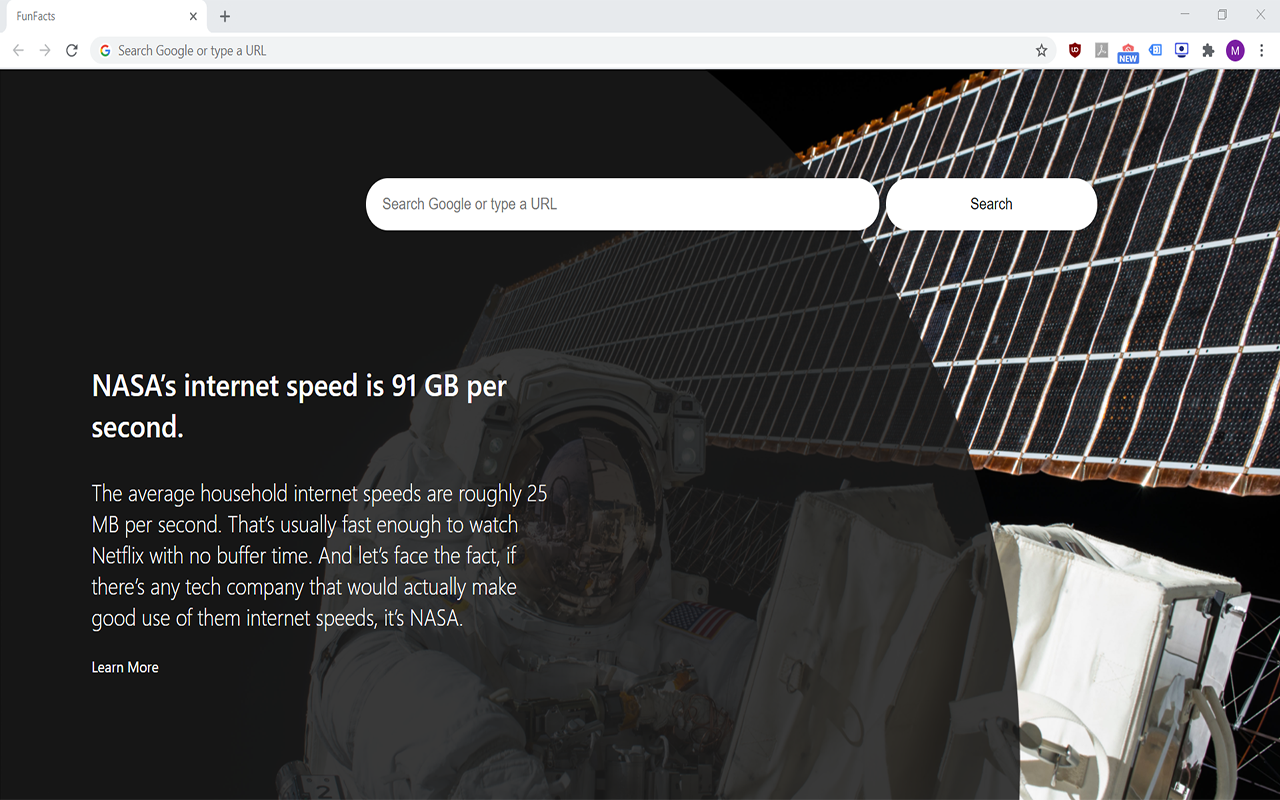 FunFacts
Search Google or type a URL
NEW
M
Search Google or type a URL
Search
NASA’s internet speed is 91 GB per
second.
The average household internet speeds are roughly 25
MB per second. That’s usually fast enough to watch
Netflix with no buffer time. And let’s face the fact, if
there’s any tech company that would actually make
good use of them internet speeds, it’s NASA.
Learn More
2